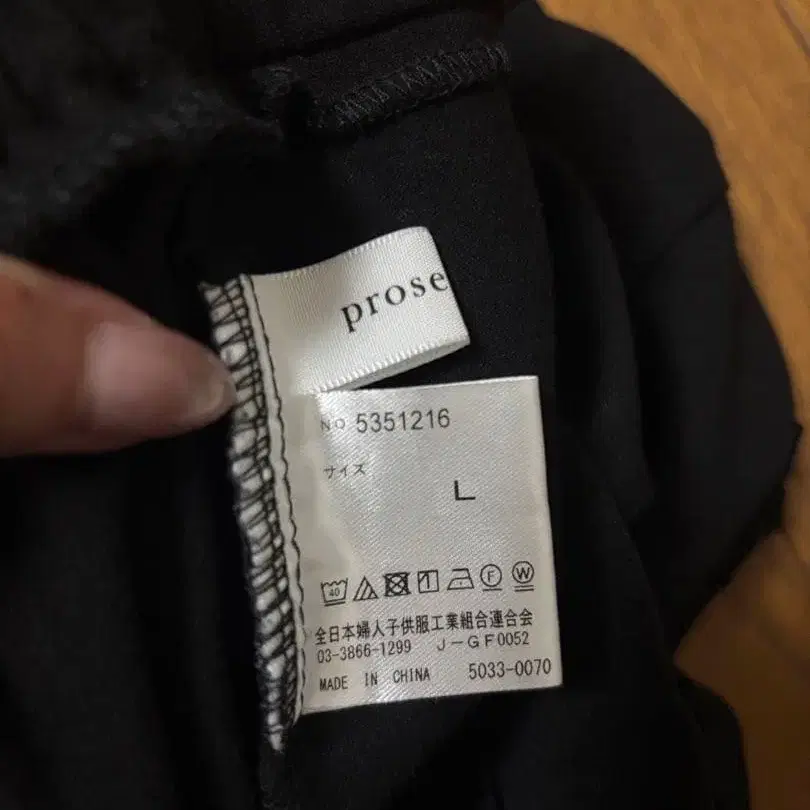 prose
NO 5351216
サイズ
L
40 F W
全日本婦人子供服工業組合連合会
03-3866-1299 J-GF0052
MADE IN CHINA 5033-0070